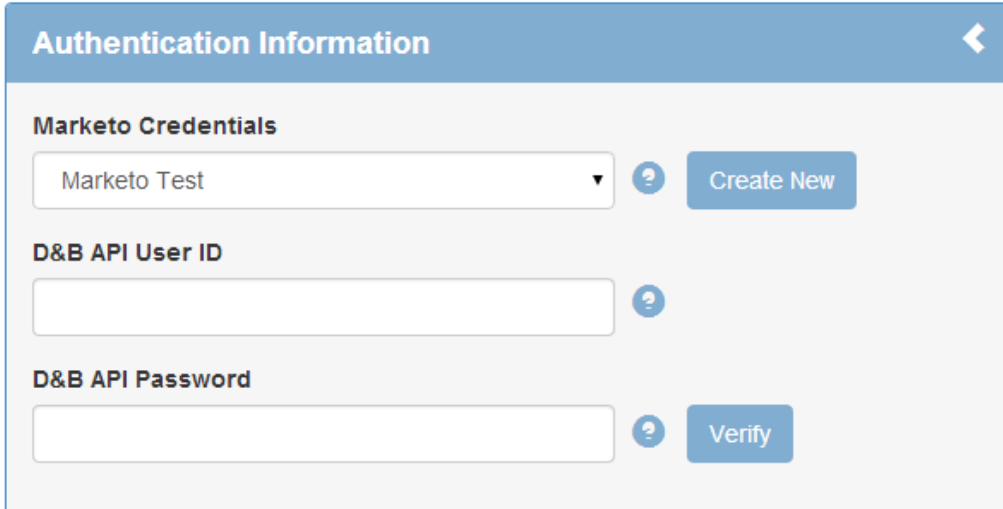 Authentication Information
Marketo Credentials
Marketo Test
?
Create New
D&B API User ID
?
D&B API Password
?
Verify